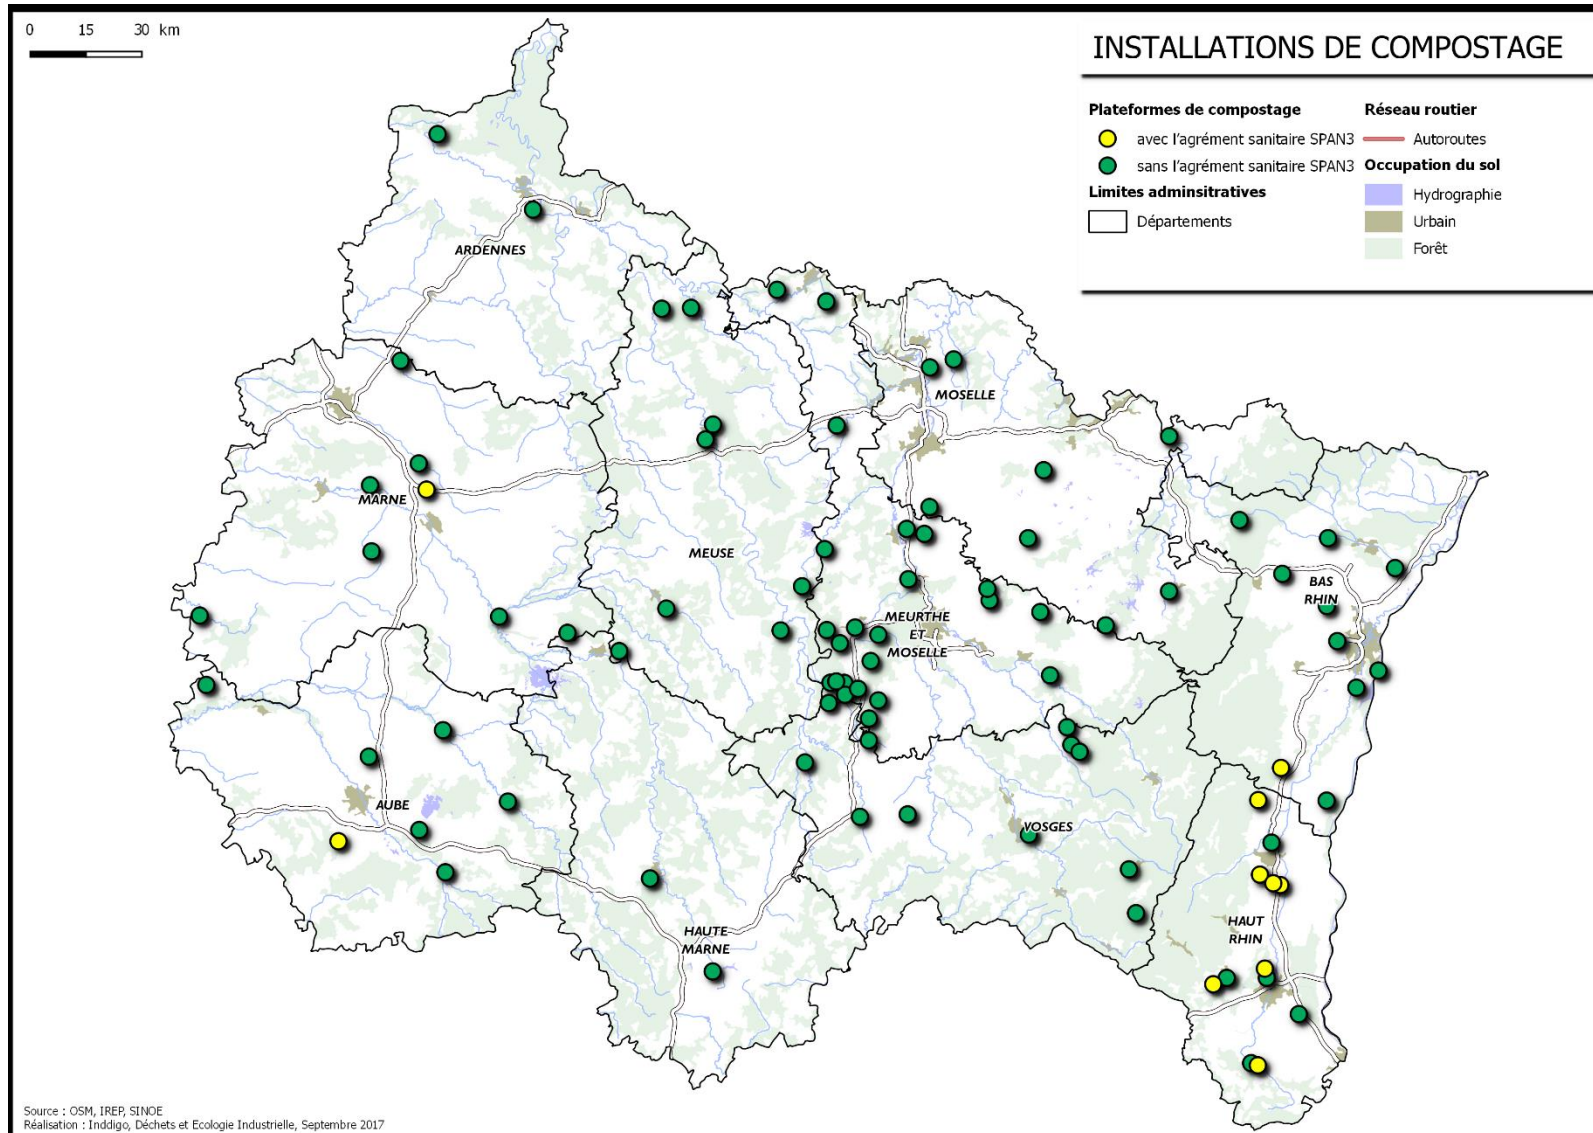 0 15 30 km
INSTALLATIONS DE COMPOSTAGE
Plateformes de compostage
avec l'agrément sanitaire SPAN3
sans l'agrément sanitaire SPAN3
Limites adminsitratives
Départements
Réseau routier
Autoroutes
Occupation du sol
Hydrographie
Urbain
Forêt
ARDENNES
MOSELLE
MARNE
MEUSE
BAS
RHIN
MEURTHE
ET
MOSELLE
AUBE
VOSGES
HAUTE
MARNE
HAUT
RHIN
Source : OSM, IREP, SINOE
Réalisation : Inddigo, Déchets et Ecologie Industrielle, Septembre 2017